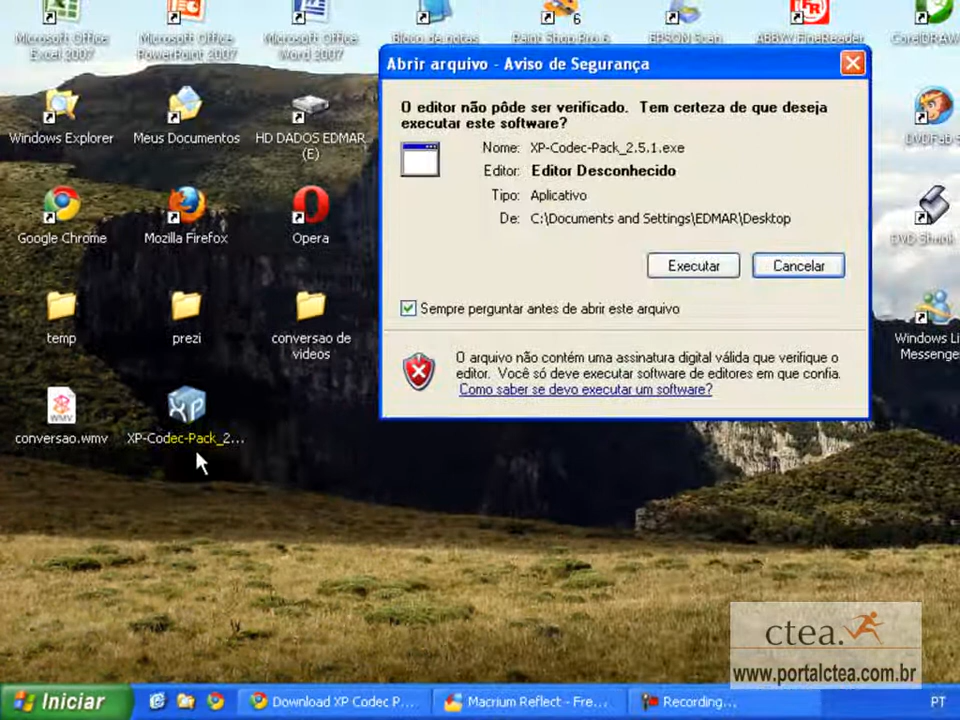 Microsoft Office
Excel 2007
Microsoft Office
PowerPoint 2007
Microsoft Office
Word 2007
Bloco de notas
Paint Shop Pro 6
EPSON Scan
ABBYY FineReader
CorelDRAW
6
Abrir arquivo - Aviso de Segurança
O editor não pôde ser verificado. Tem certeza de que deseja
executar este software?
Nome: XP-Codec-Pack_2.5.1.exe
Editor: Editor Desconhecido
Tipo: Aplicativo
De: C:\Documents and Settings\EDMAR\Desktop
Executar
Cancelar
Sempre perguntar antes de abrir este arquivo
O arquivo não contém uma assinatura digital válida que verifique o
editor. Você só deve executar software de editores em que confia.
Como saber se devo executar um software?
Windows Explorer
Meus Documentos
HD DADOS EDMAR
(E)
DVDFab 
Google Chrome
Mozilla Firefox
Opera
DVD Shrink
temp
prezi
conversao de
videos
Windows Li
Messenge
WMV
conversao.wmv
XP
XP-Codec-Pack_2...
ctea.
www.portalctea.com.br
Iniciar
Download XP Codec P...
Macrium Reflect - Fre...
Recording...
PT